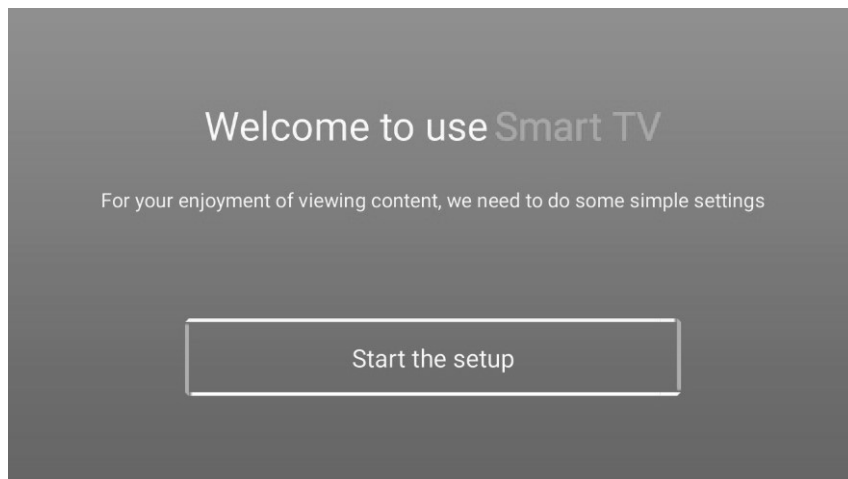 Welcome to use Smart TV
For your enjoyment of viewing content, we need to do some simple settings
Start the setup